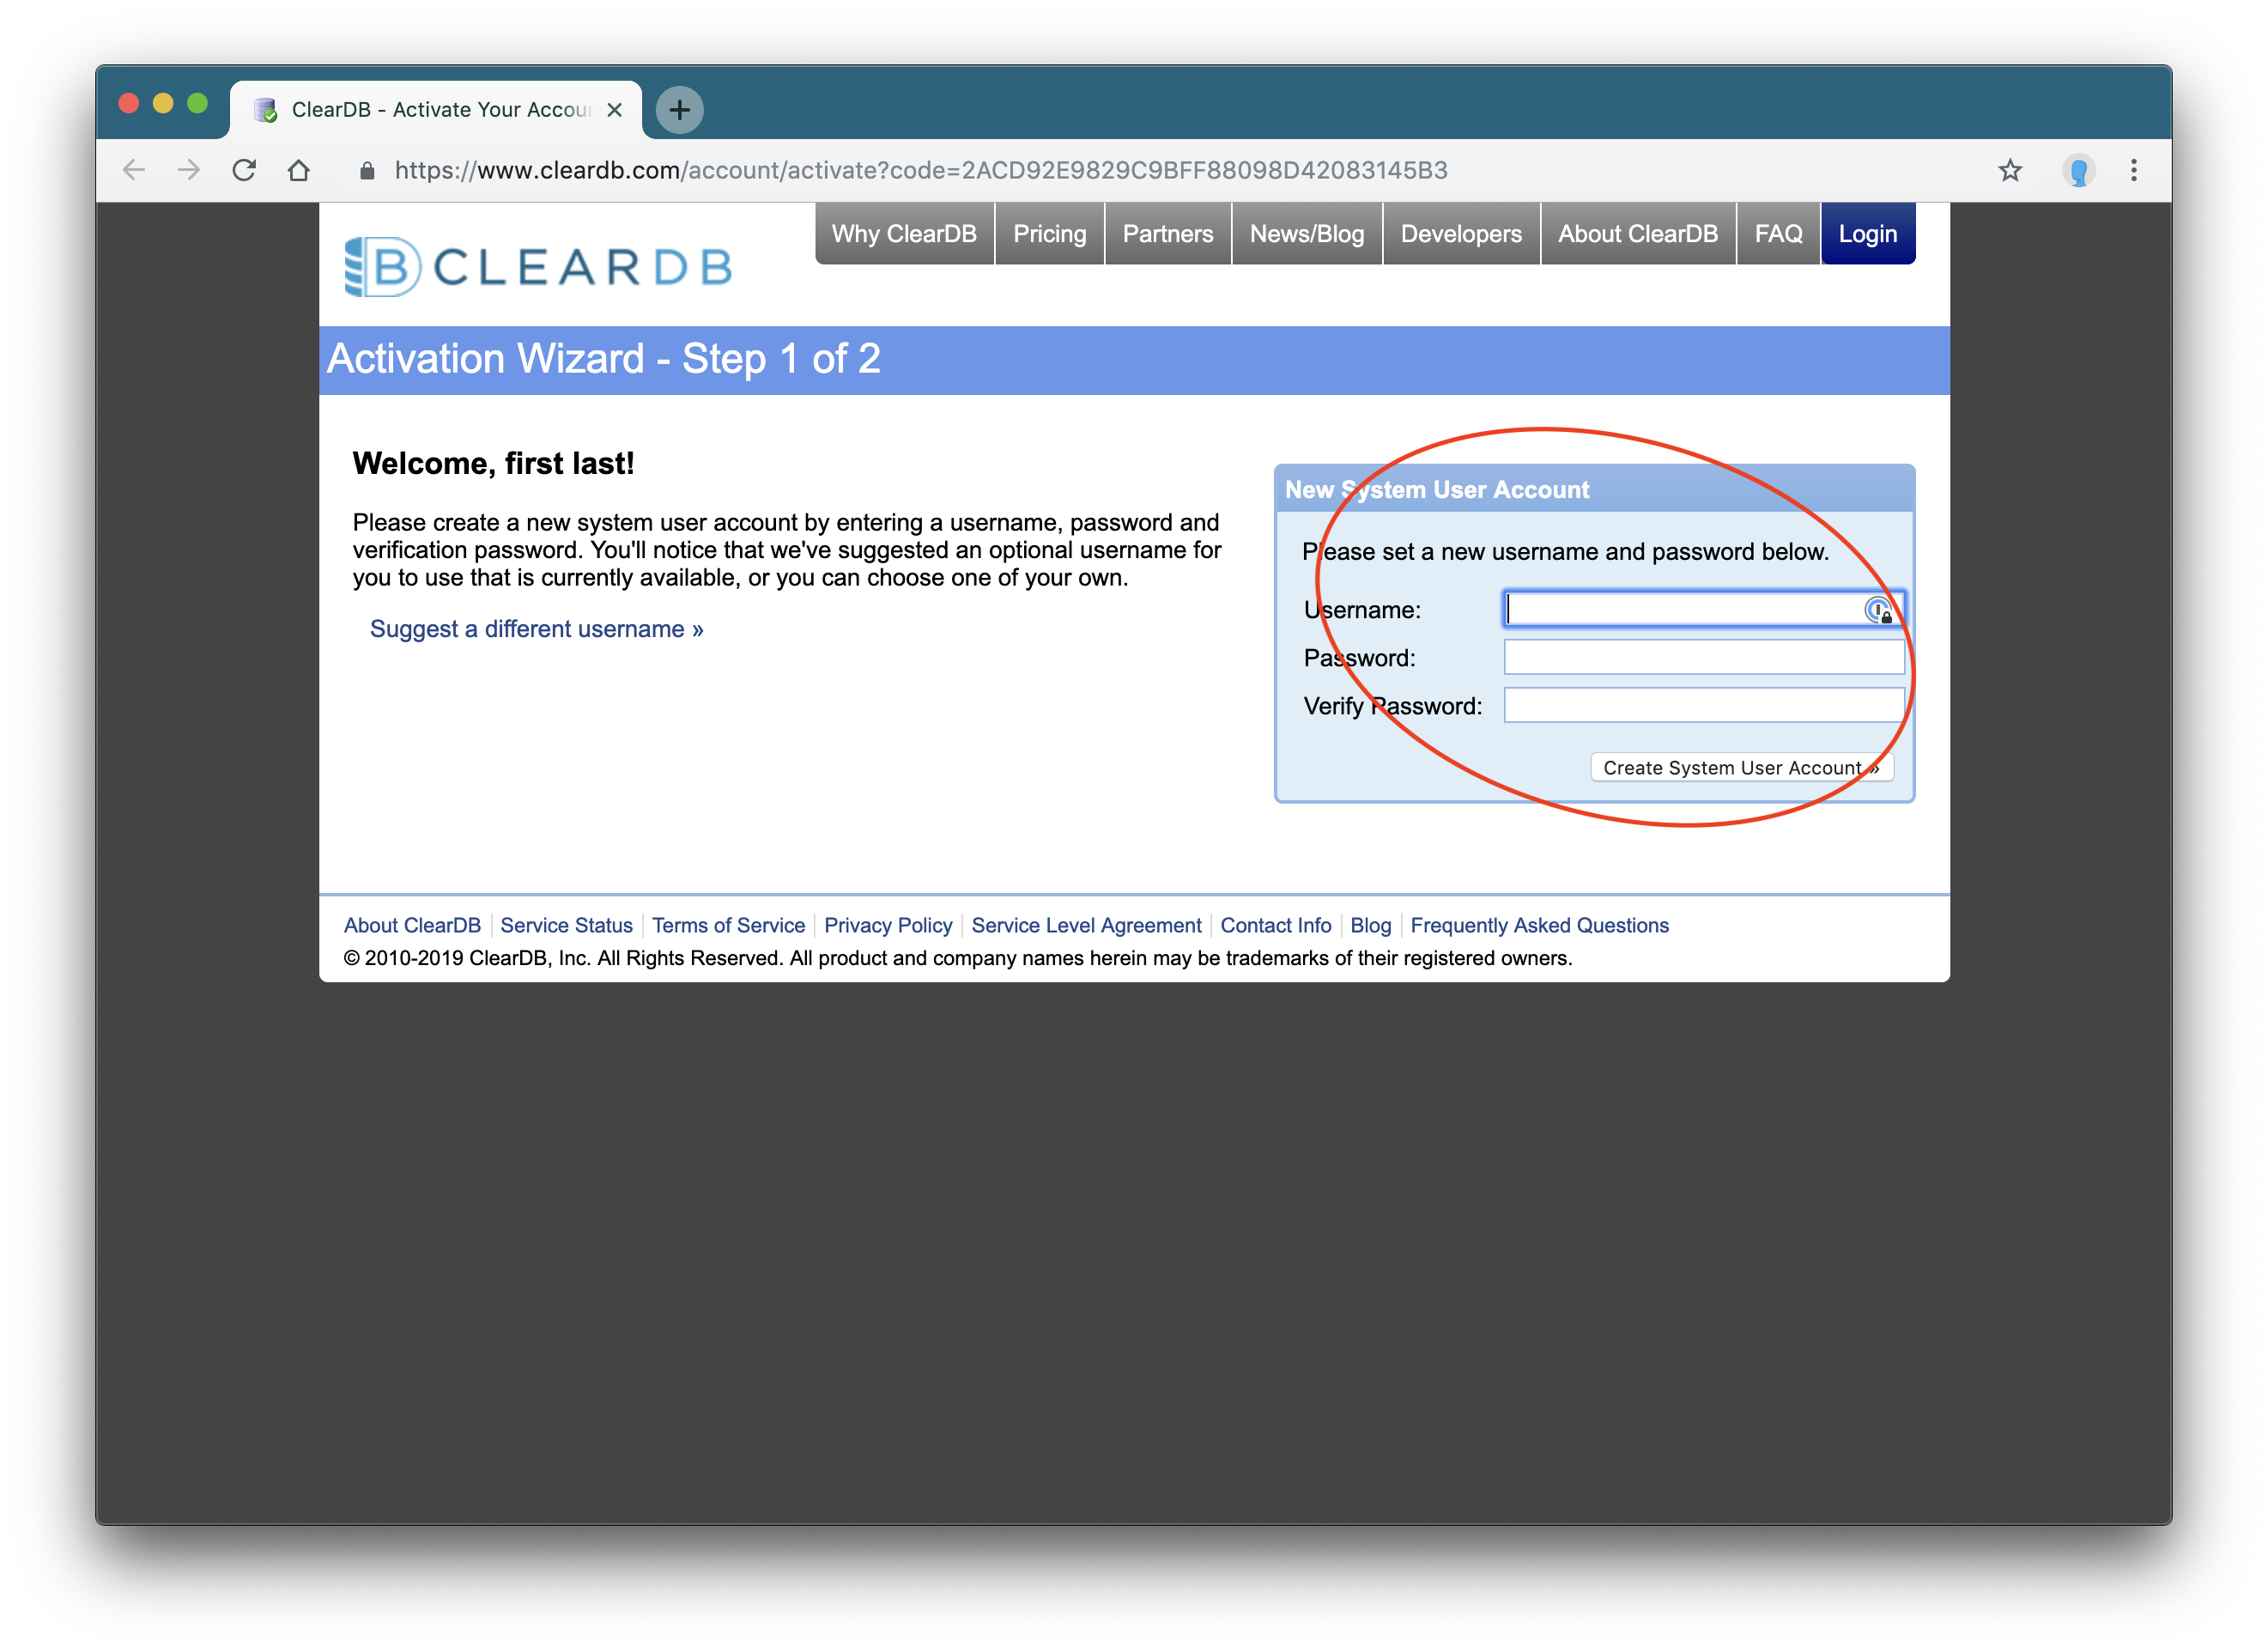 ClearDB - Activate Your Accou
https://www.cleardb.com/account/activate?code=2ACD92E9829C9BFF88098D42083145B3
CLEARDB
Why ClearDB Pricing Partners News/Blog Developers About ClearDB FAQ Login
Activation Wizard - Step 1 of 2
Welcome, first last!
Please create a new system user account by entering a username, password and
verification password. You'll notice that we've suggested an optional username for
you to use that is currently available, or you can choose one of your own.
Suggest a different username »
New System User Account
Please set a new username and password below.
Username:
Password:
Verify Password:
Create System User Account »
About ClearDB Service Status Terms of Service Privacy Policy Service Level Agreement Contact Info Blog Frequently Asked Questions
© 2010-2019 ClearDB, Inc. All Rights Reserved. All product and company names herein may be trademarks of their registered owners.